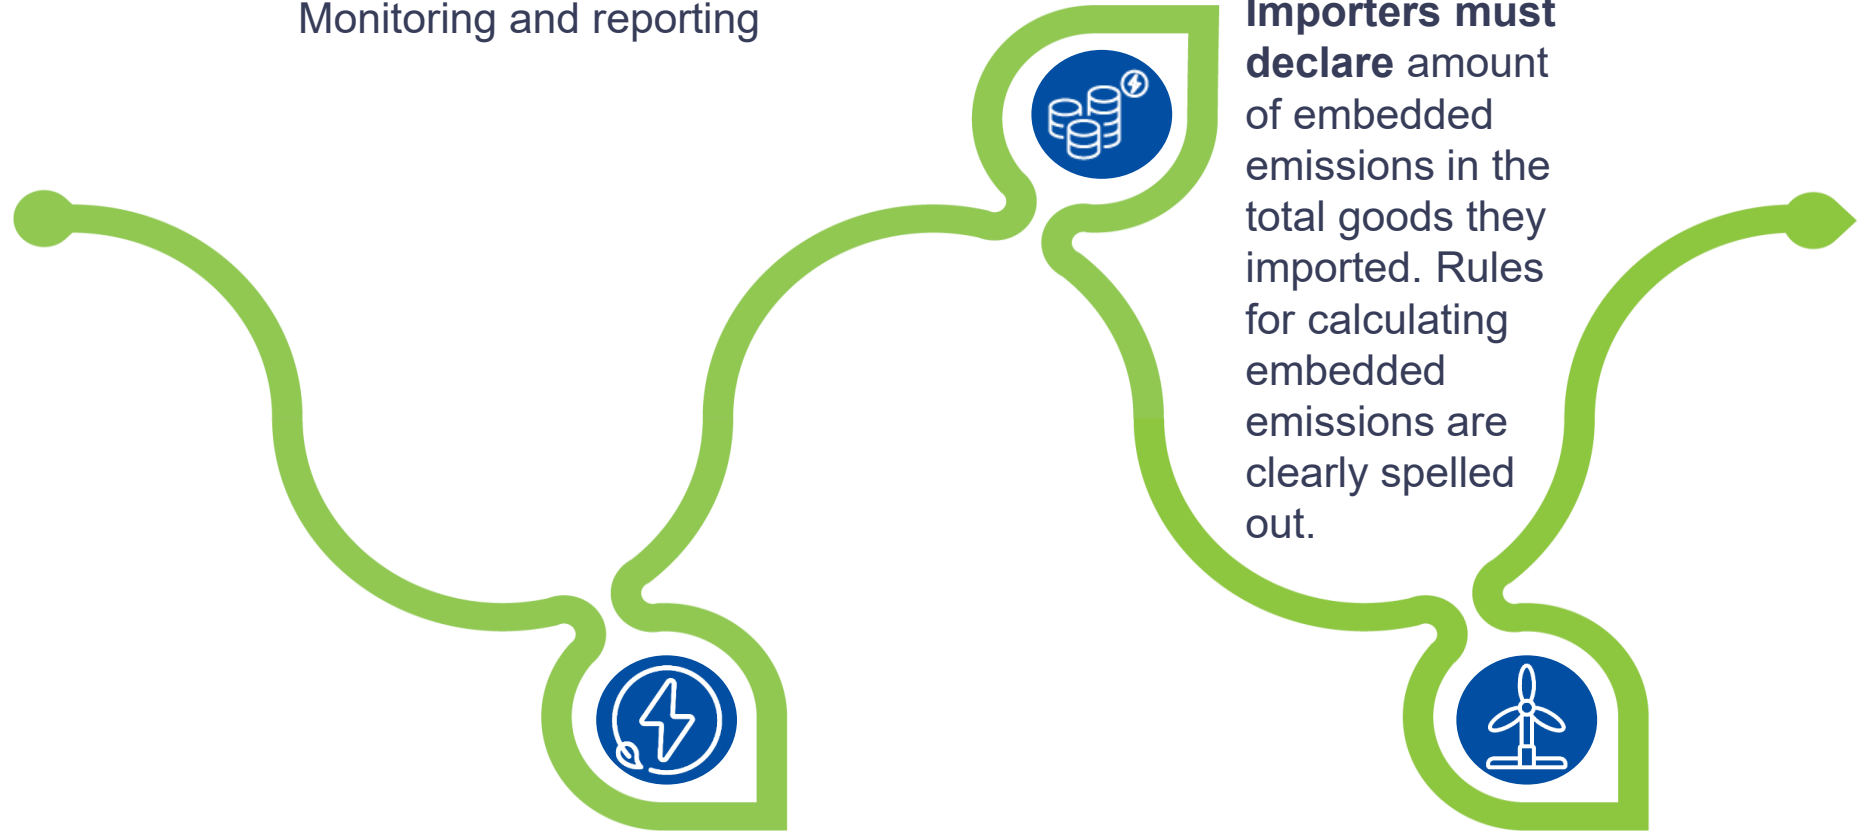 Monitoring and reporting
Importers must
declare amount
of embedded
emissions in the
total goods they
imported. Rules
for calculating
embedded
emissions are
clearly spelled
out.